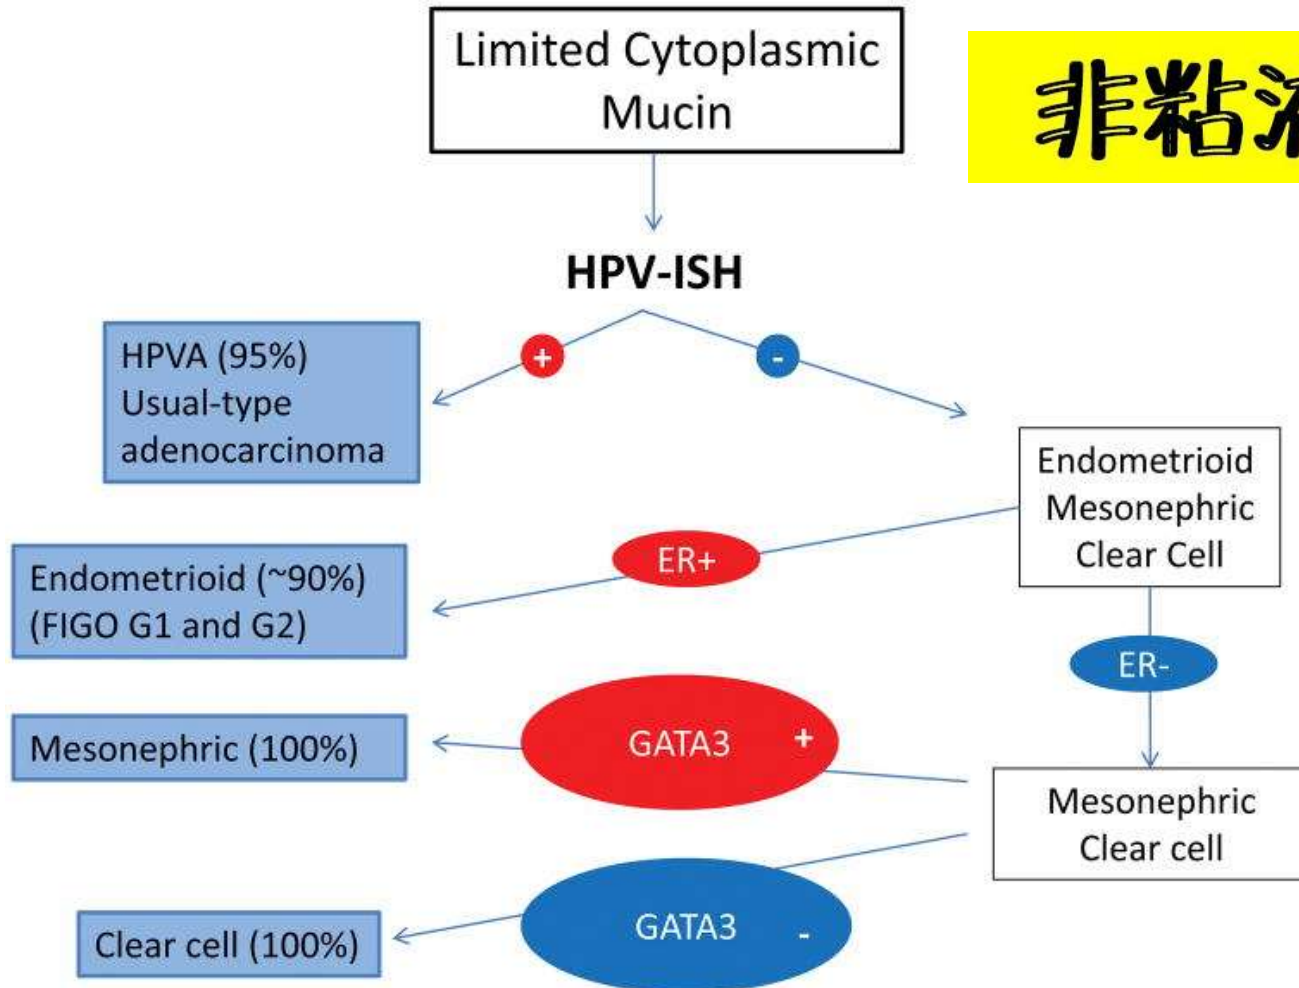 Limited Cytoplasmic
Mucin
非粘
HPV-ISH
+
-
HPVA (95%)
Usual-type
adenocarcinoma
Endometrioid
Mesonephric
Clear Cell
ER+
Endometrioid (~90%)
(FIGO G1 and G2)
ER-
GATA3 +
Mesonephric (100%)
Mesonephric
Clear cell
GATA3 -
Clear cell (100%)